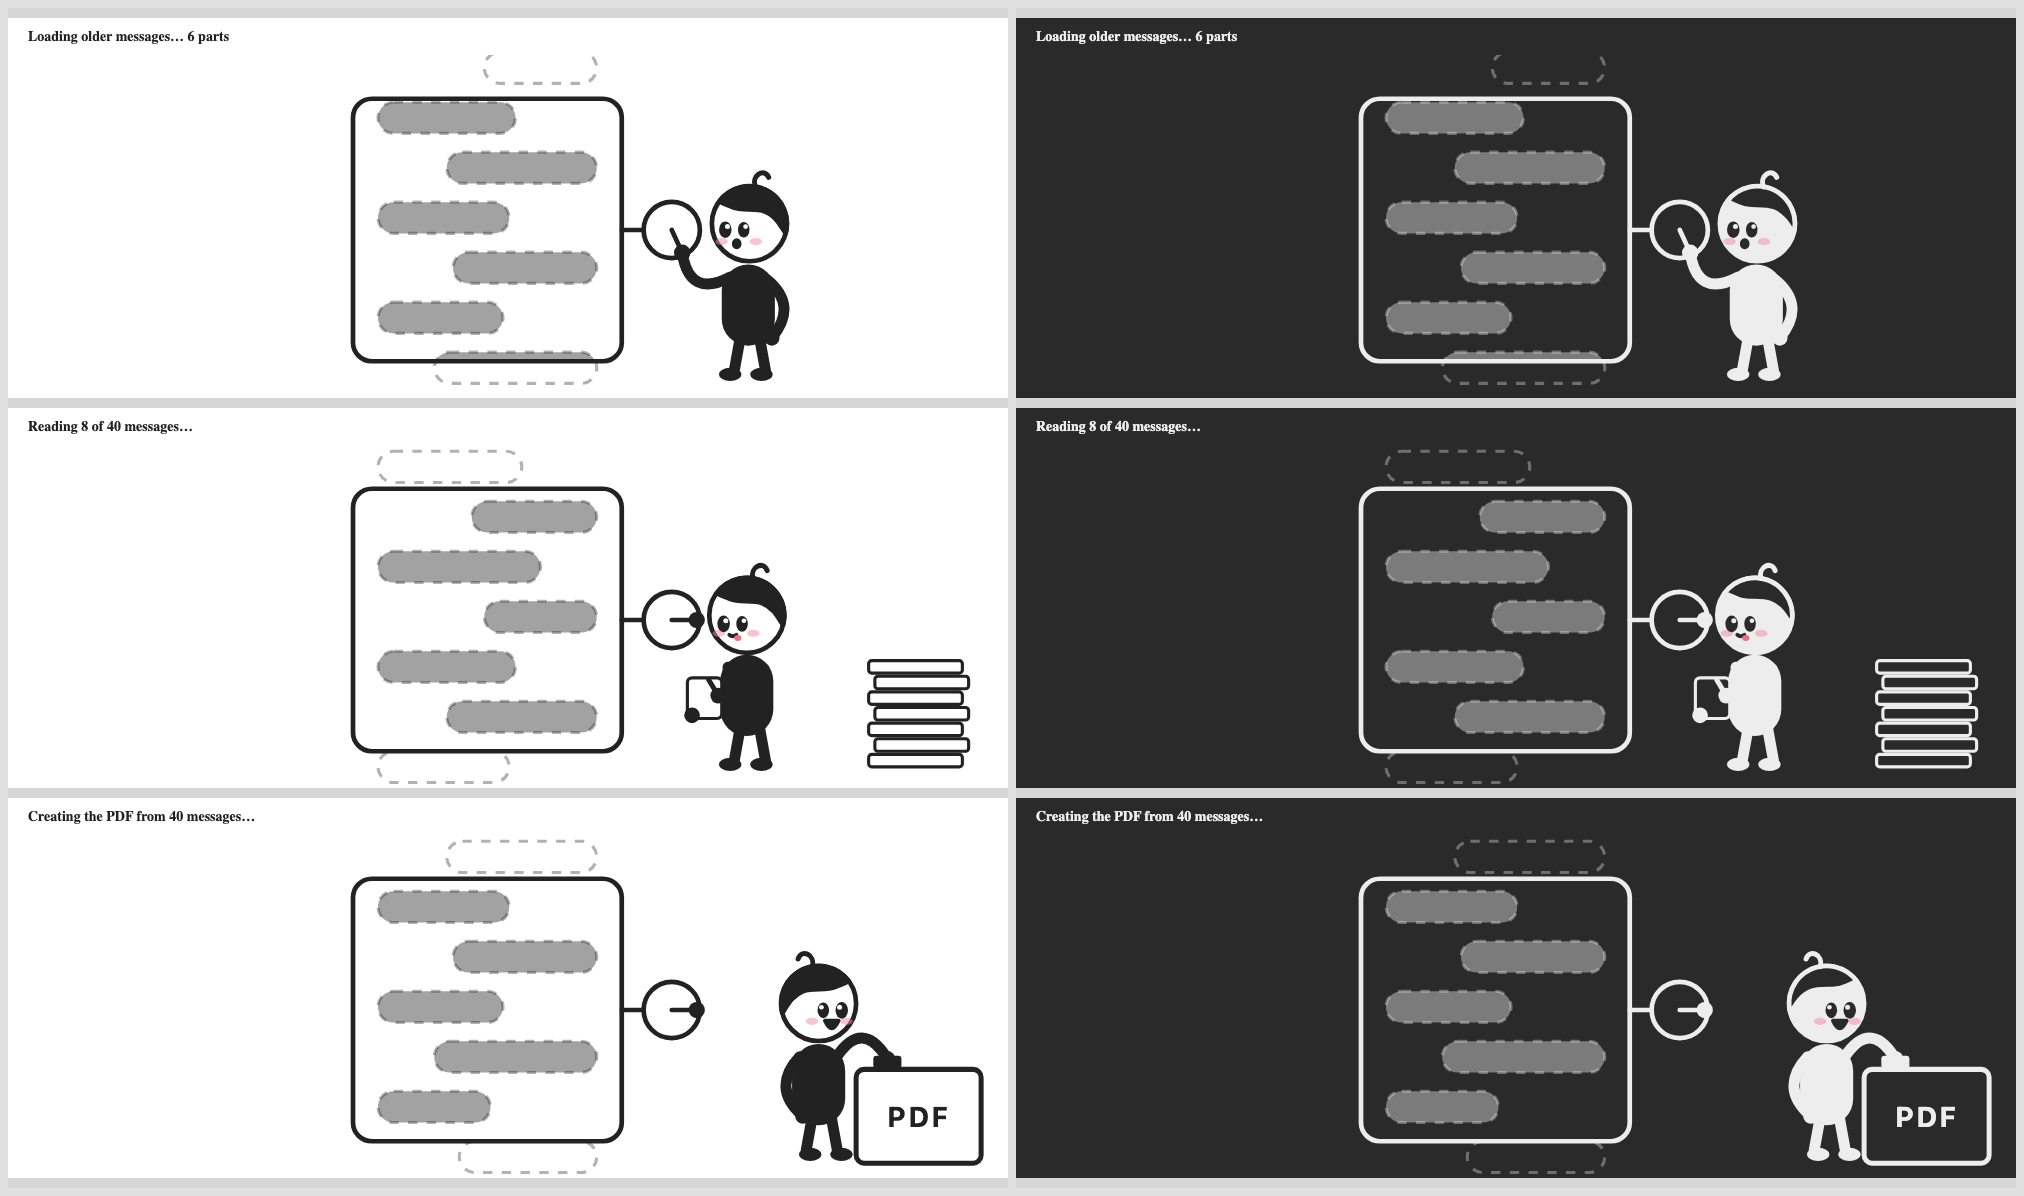 Loading older messages… 6 parts
Loading older messages… 6 parts
Reading 8 of 40 messages…
Reading 8 of 40 messages…
Creating the PDF from 40 messages…
PDF
Creating the PDF from 40 messages…
PDF